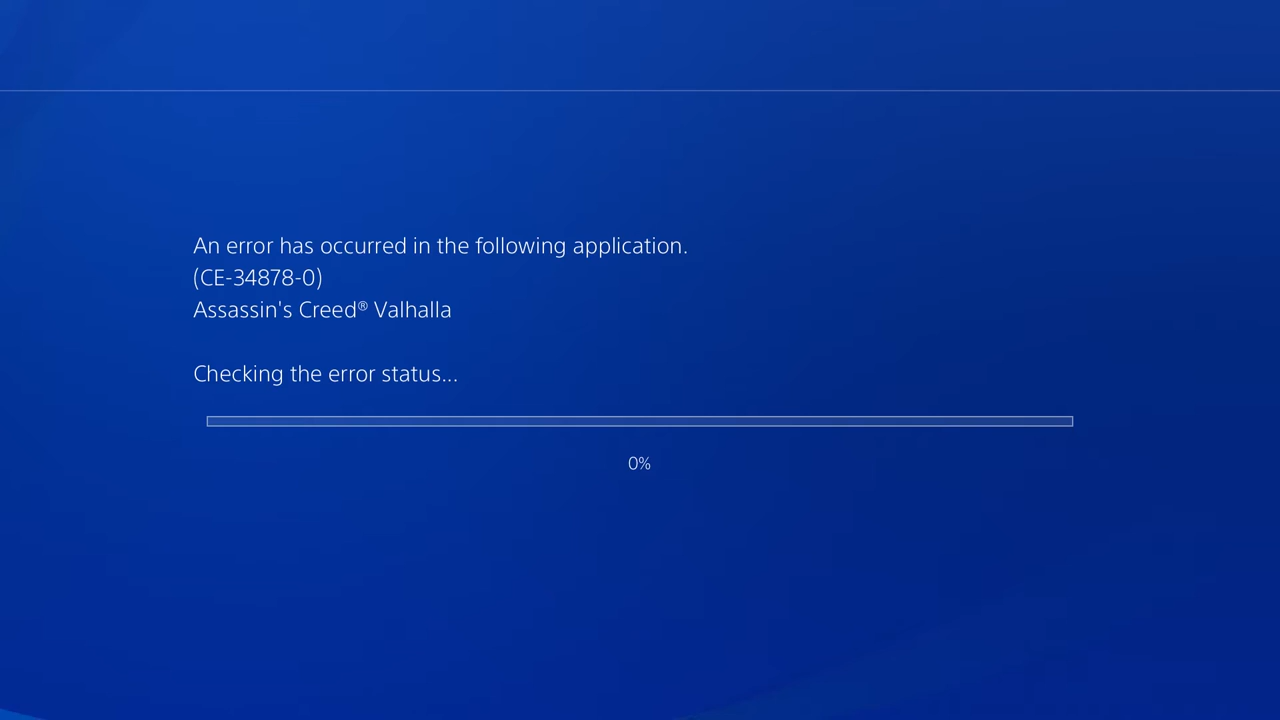 An error has occurred in the following application.
(CE-34878-0)
Assassin's Creed® Valhalla
Checking the error status...
0%